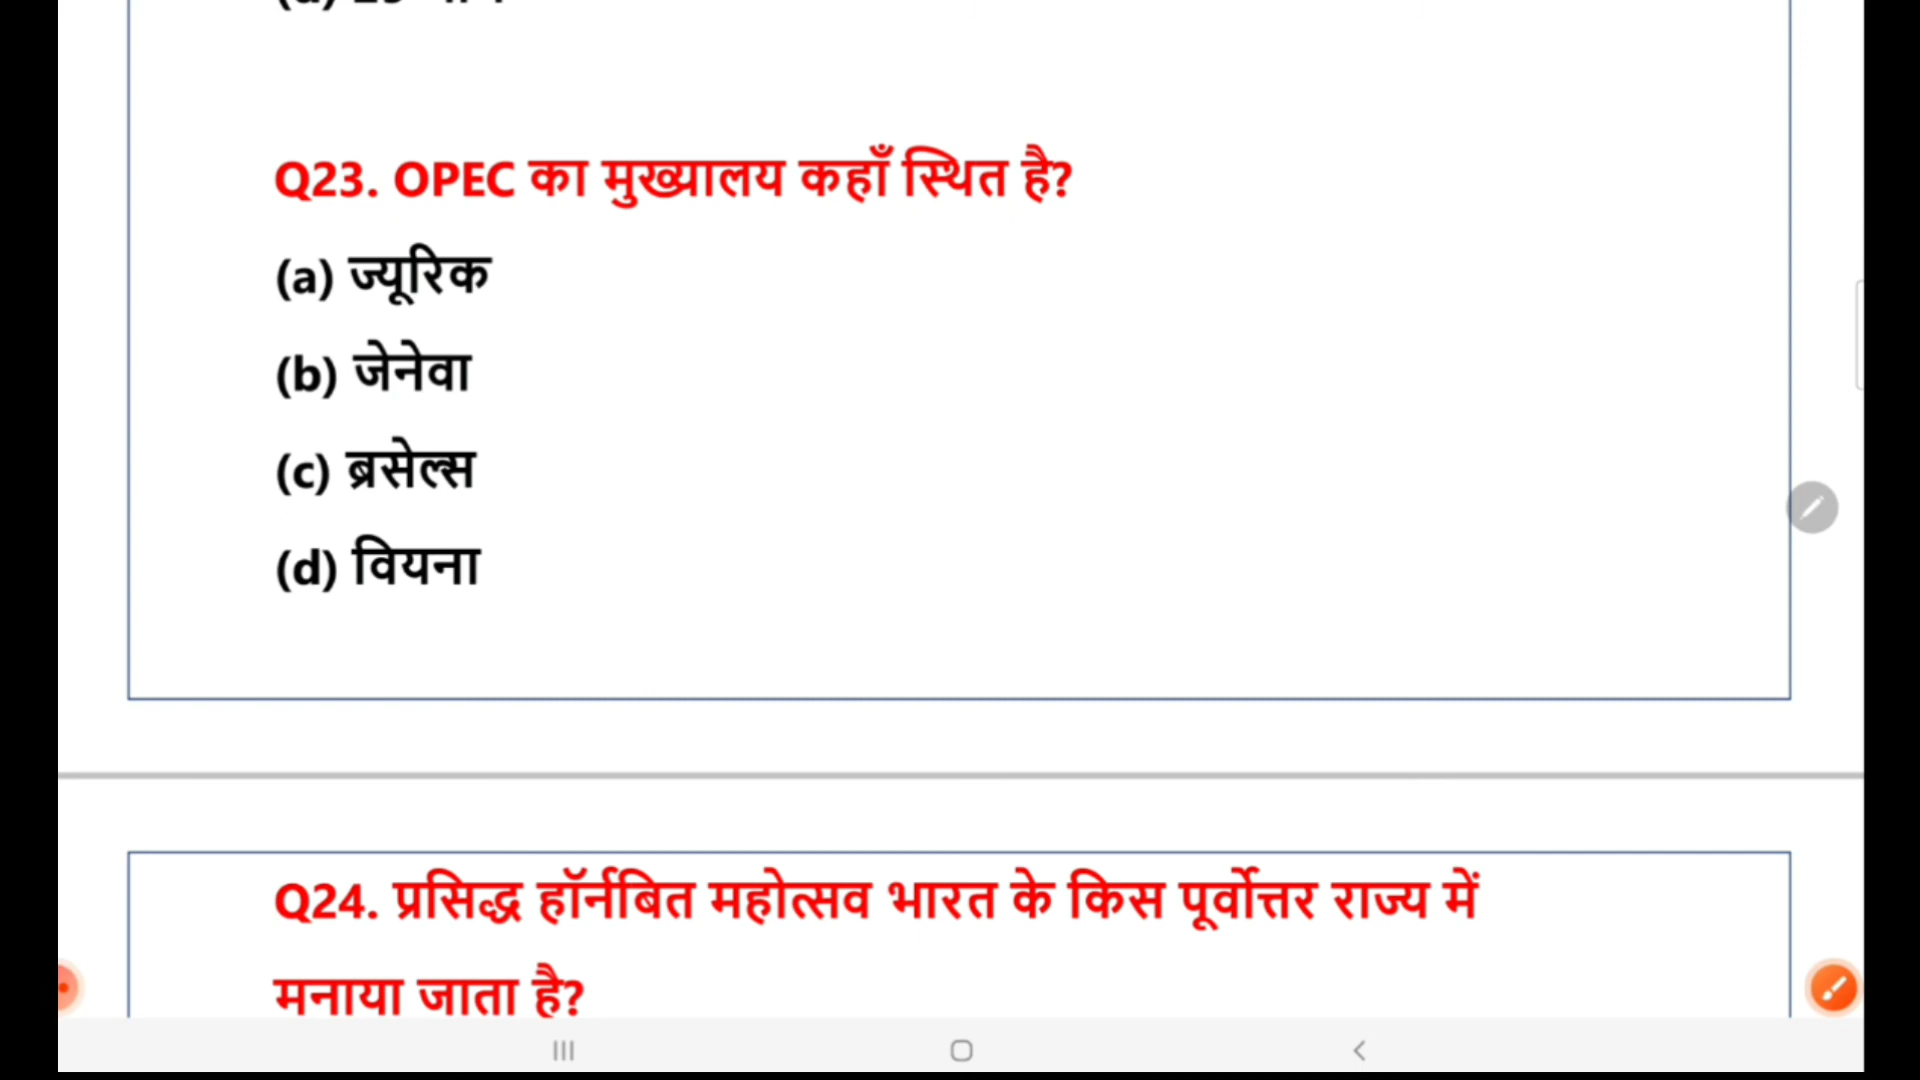 Q23. OPEC का मुख्यालय कहाँ स्थित है?
(a) ज्यूरिक
(b) जेनेवा
(c) ब्रसेल्स
(d) वियना
Q24. प्रसिद्ध हॉर्नबित महोत्सव भारत के किस पूर्वोत्तर राज्य में
मनाया जाता है?